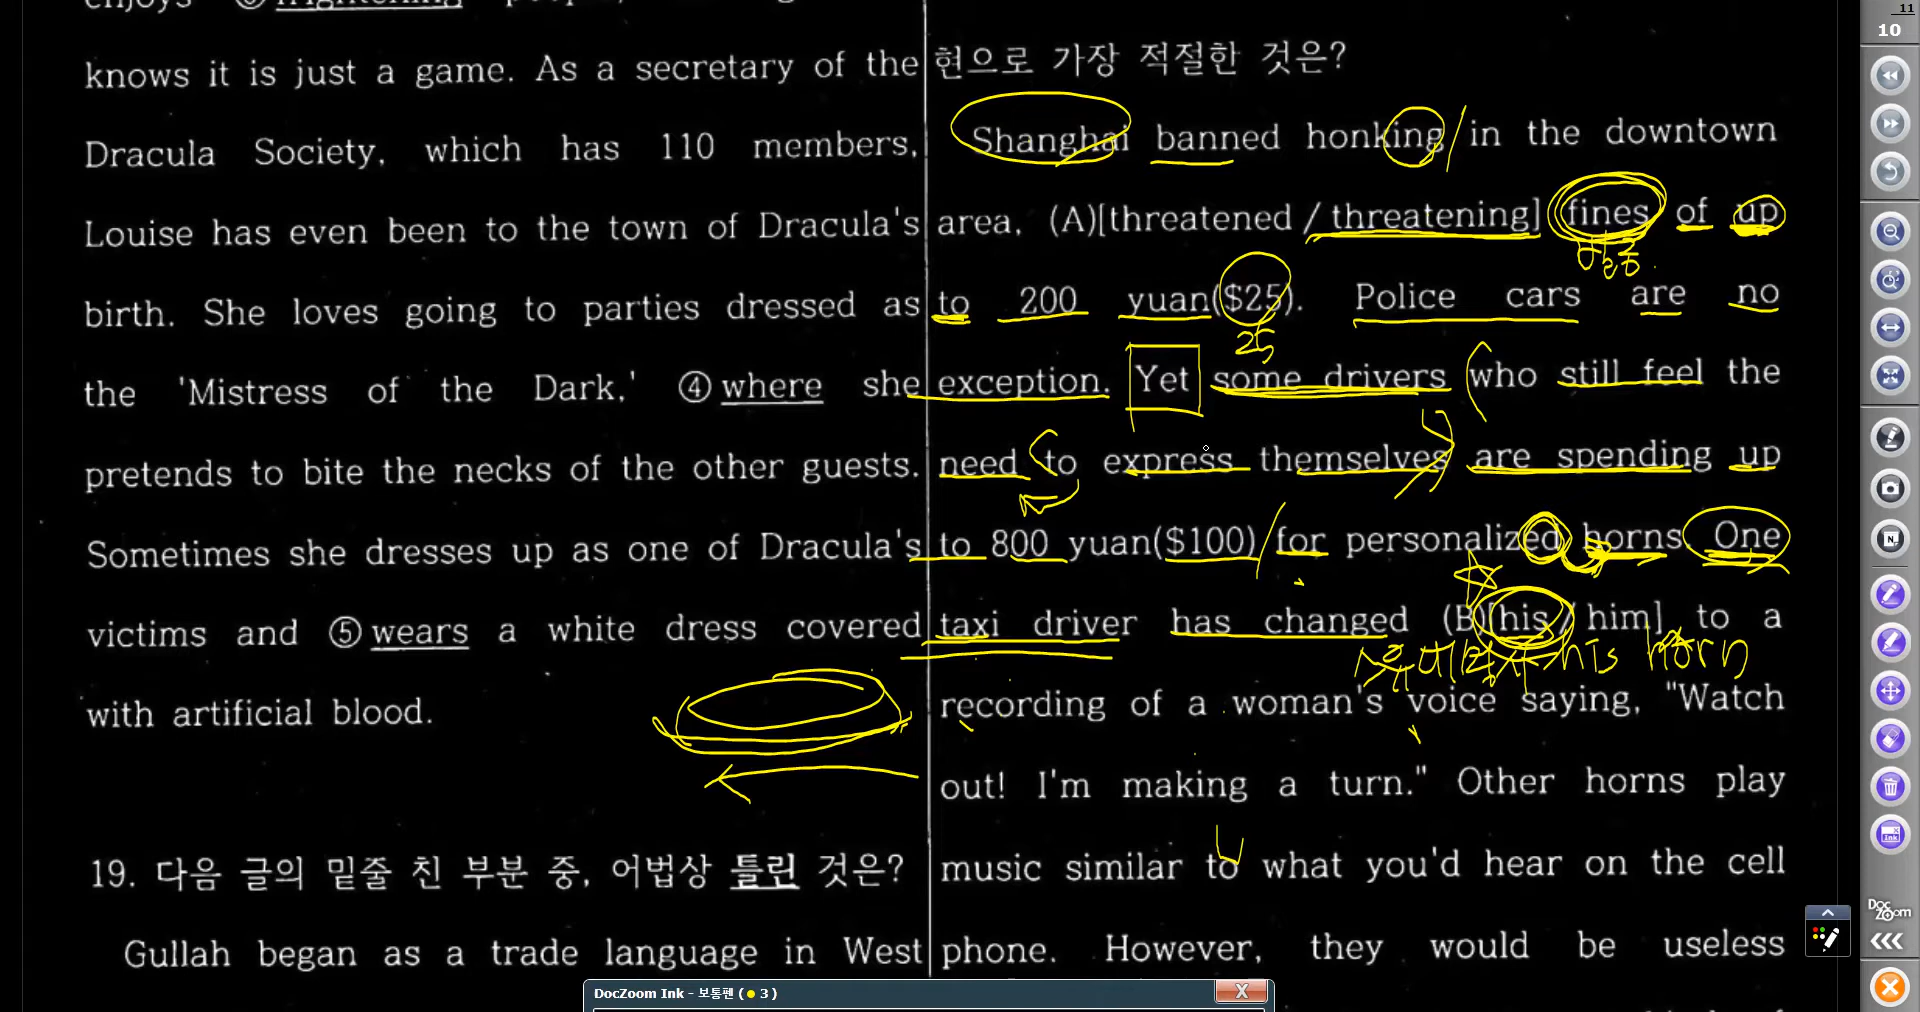 knows it is just a game. As a secretary of the
Dracula Society, which has 110 members,
Louise has even been to the town of Dracula's
birth. She loves going to parties dressed as
the 'Mistress of the Dark,' ④ where she
pretends to bite the necks of the other guests.
Sometimes she dresses up as one of Dracula's
victims and ⑤ wears a white dress covered
with artificial blood.
19. 다음 글의 밑줄 친 부분 중, 어법상 틀린 것은?
Gullah began as a trade language in West
현으로 가장 적절한 것은?
Shanghai banned honking in the downtown
area, (A)[threatened / threatening] fines of up
to 200 yuan($25). Police cars are no
25
exception. Yet some drivers who still feel the
need to express themselves are spending up
to 800 yuan($100) for personalized horns. One
taxi driver has changed (B)[his / him] to a
his horn
recording of a woman's voice saying, "Watch
out! I'm making a turn." Other horns play
music similar to what you'd hear on the cell
phone. However, they would be useless
DocZoom Ink - 보통펜 ( 3 )
11
10
Doc Zoom